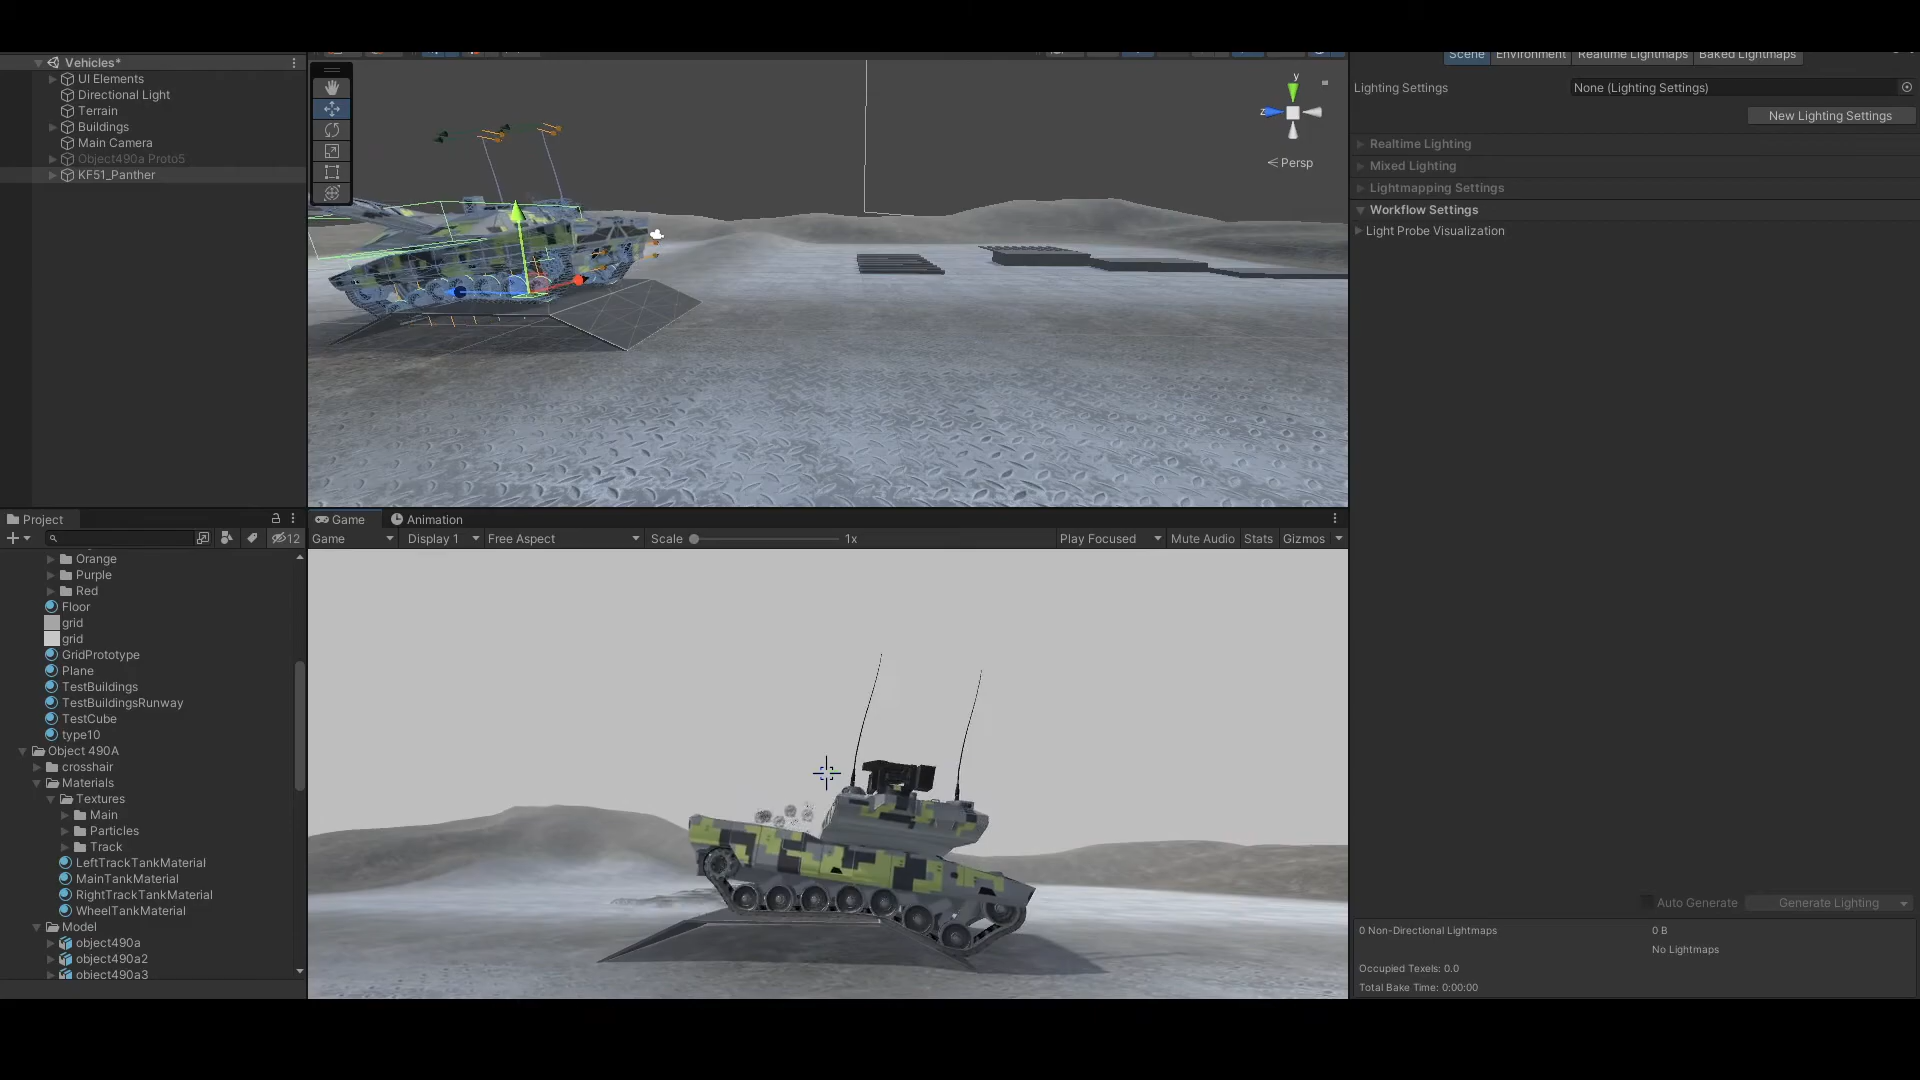 Vehicles*
UI Elements
Directional Light
Terrain
Buildings
Main Camera
Object490a Proto5
KF51_Panther
y
z
Persp
Scene Environment Realtime Lightmaps Baked Lightmaps
Lighting Settings None (Lighting Settings)
New Lighting Settings
Realtime Lighting
Mixed Lighting
Lightmapping Settings
Workflow Settings
Light Probe Visualization
Project
12
Orange
Purple
Red
Floor
grid
grid
GridPrototype
Plane
TestBuildings
TestBuildingsRunway
TestCube
type10
Object 490A
crosshair
Materials
Textures
Main
Particles
Track
LeftTrackTankMaterial
MainTankMaterial
RightTrackTankMaterial
WheelTankMaterial
Model
object490a
object490a2
object490a3
Game Animation
Game Display 1 Free Aspect Scale 1x Play Focused Mute Audio Stats Gizmos
Auto Generate Generate Lighting
0 Non-Directional Lightmaps 0 B
No Lightmaps
Occupied Texels: 0.0
Total Bake Time: 0:00:00